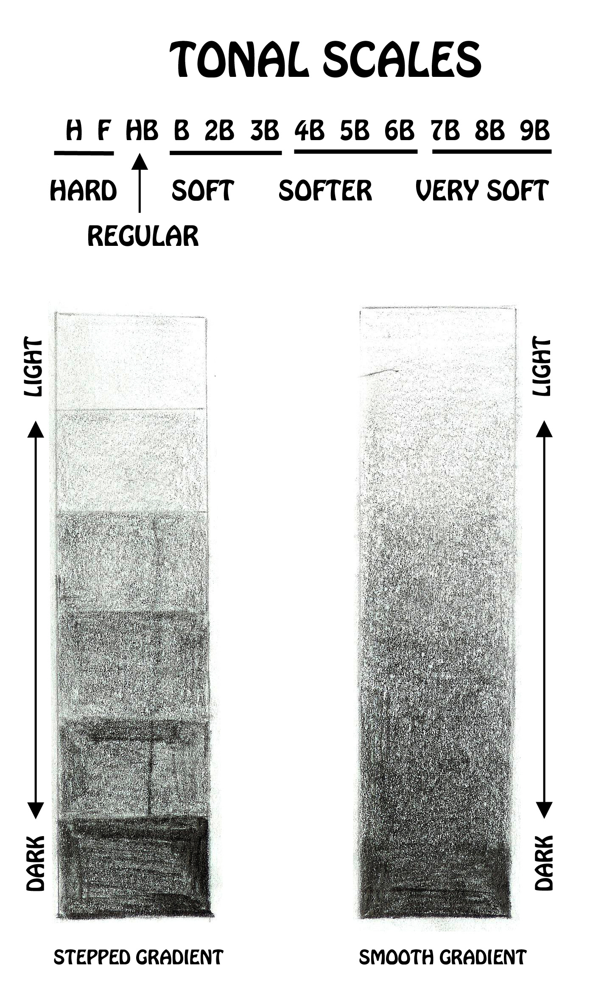 TONAL SCALES
H F HB B 2B 3B 4B 5B 6B 7B 8B 9B
HARD SOFT SOFTER VERY SOFT
REGULAR
LIGHT
DARK
LIGHT
DARK
STEPPED GRADIENT
SMOOTH GRADIENT